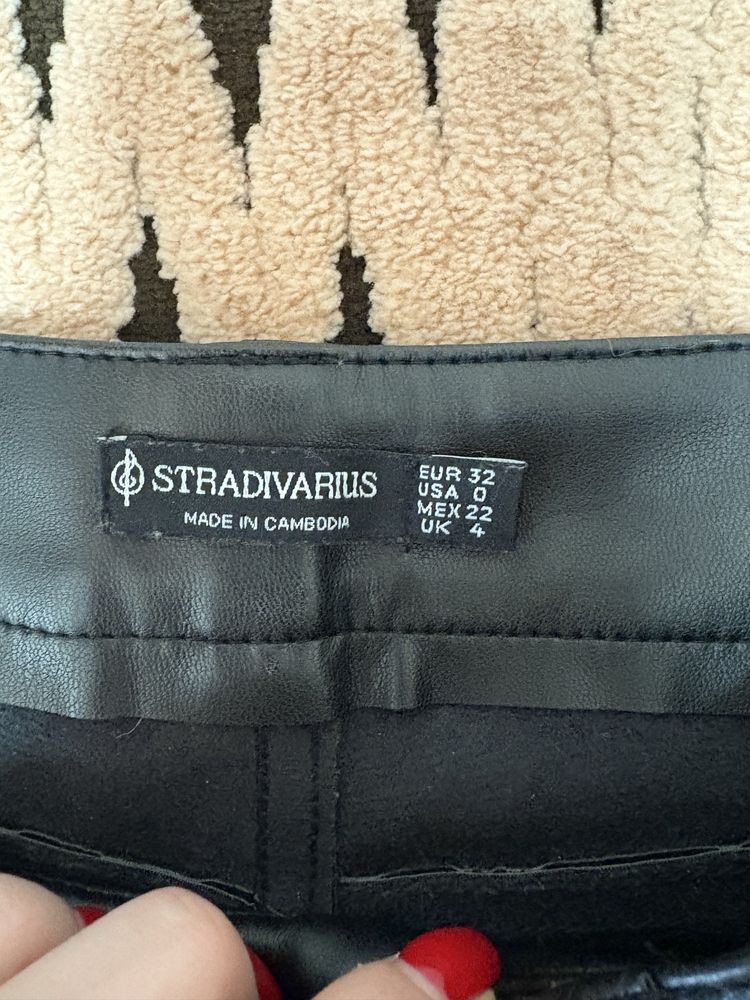 STRADIVARIUS
MADE IN CAMBODIA
EUR 32
USA 0
MEX 22
UK 4